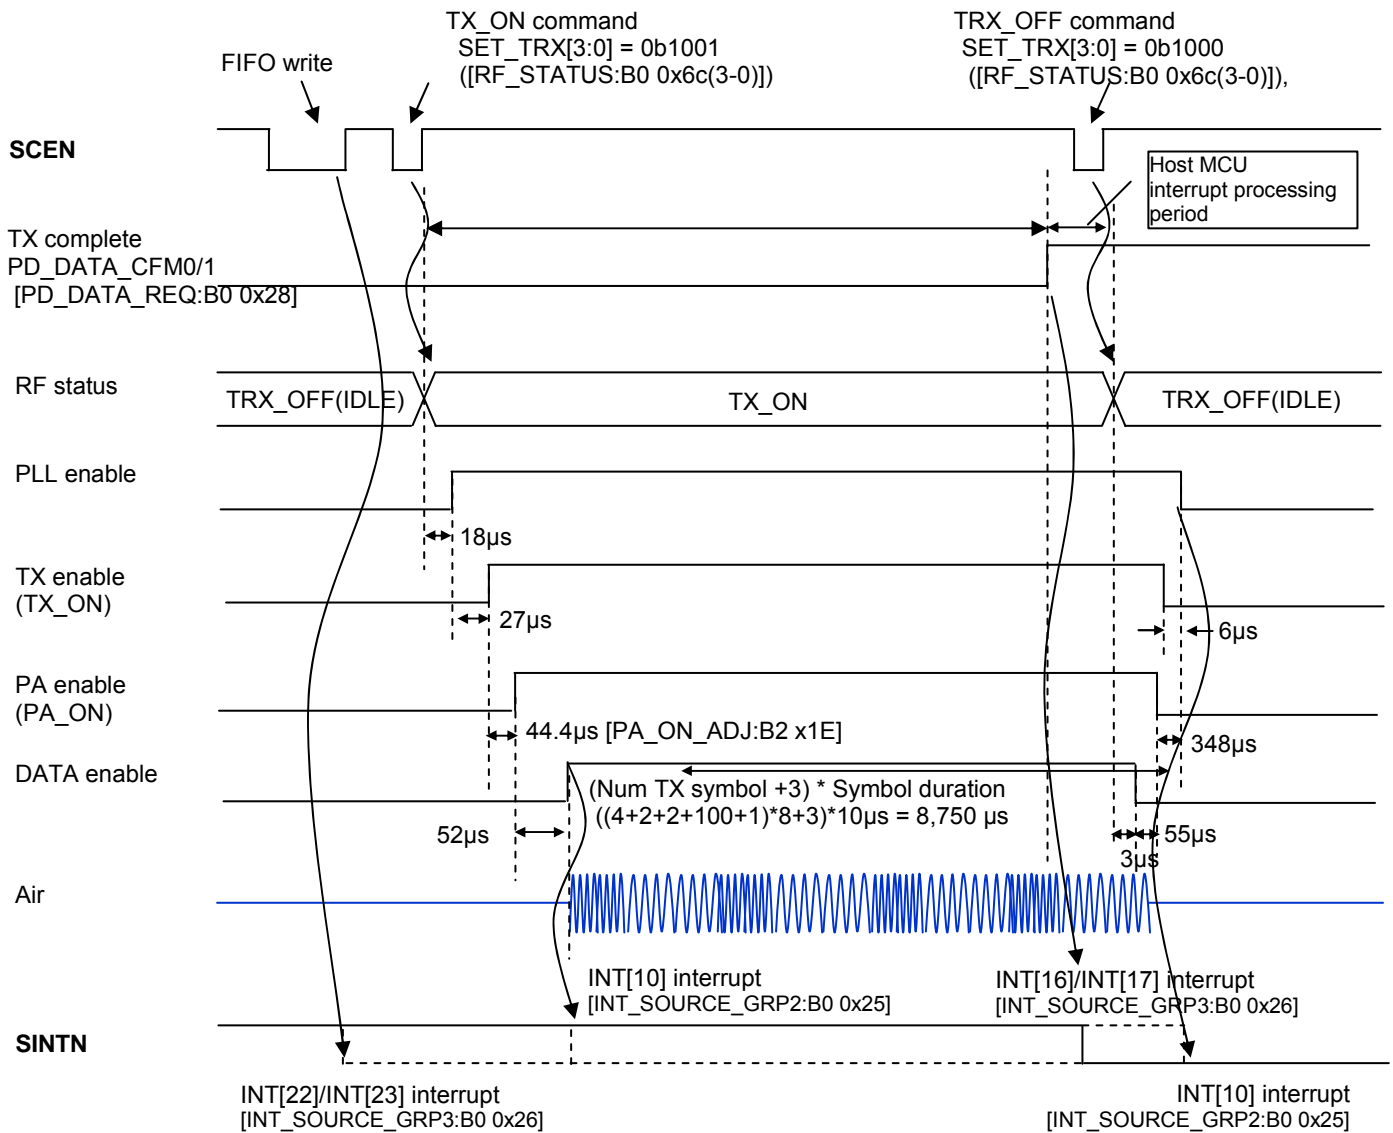 TX_ON command
SET_TRX[3:0] = 0b1001
([RF_STATUS:B0 0x6c(3-0)])
TRX_OFF command
SET_TRX[3:0] = 0b1000
([RF_STATUS:B0 0x6c(3-0)]),
FIFO write
SCEN
Host MCU
interrupt processing
period
TX complete
PD_DATA_CFM0/1
[PD_DATA_REQ:B0 0x28]
RF status
TRX_OFF(IDLE)
TX_ON
TRX_OFF(IDLE)
PLL enable
18µs
TX enable
(TX_ON)
27µs
6µs
PA enable
(PA_ON)
44.4µs [PA_ON_ADJ:B2 x1E]
348µs
DATA enable
(Num TX symbol +3) * Symbol duration
((4+2+2+100+1)*8+3)*10µs = 8,750 µs
52µs
55µs
3µs
Air
INT[10] interrupt
[INT_SOURCE_GRP2:B0 0x25]
INT[16]/INT[17] interrupt
[INT_SOURCE_GRP3:B0 0x26]
SINTN
INT[22]/INT[23] interrupt
[INT_SOURCE_GRP3:B0 0x26]
INT[10] interrupt
[INT_SOURCE_GRP2:B0 0x25]